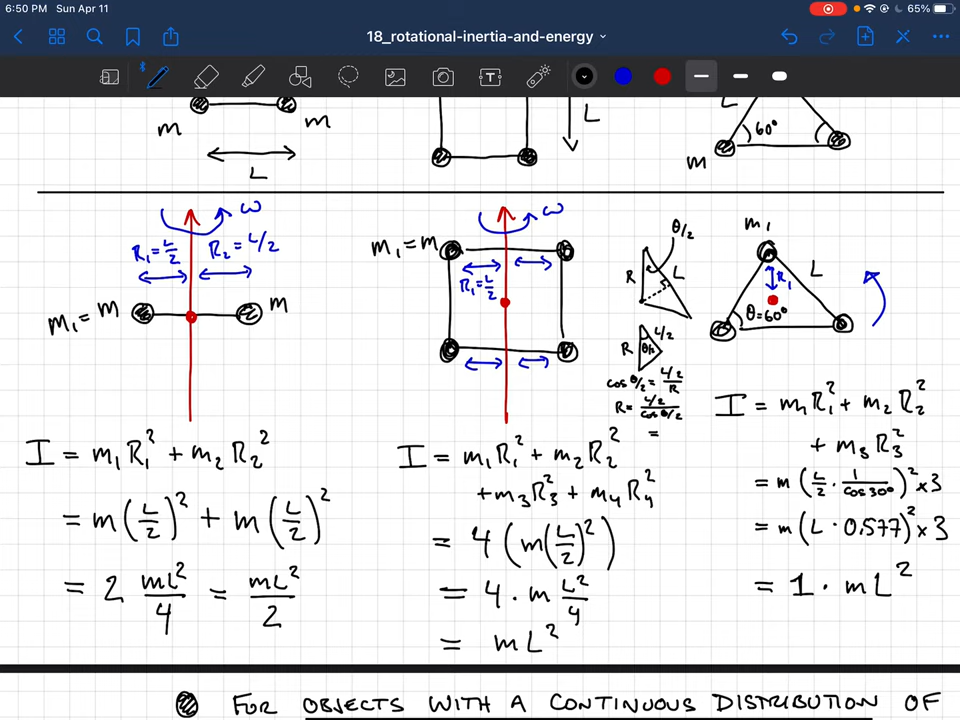 6:50 PM Sun Apr 11
65%
18_rotational-inertia-and-energy
T
m
m
L
L
L
60°
m
ω
R₁ = L/2
R₂ = L/2
m₁ = m
m
ω
m₁ = m
R₁ = L/2
θ/2
R
L
R
L/2
θ/2
cos θ/2 = (L/2)/R
R = (L/2)/(cos θ/2)
=
m₁
L
R₁
θ = 60°
I = m₁R₁² + m₂R₂²
= m(L/2)² + m(L/2)²
= 2 mL²/4 = mL²/2
I = m₁R₁² + m₂R₂²
+ m₃R₃² + m₄R₄²
= 4(m(L/2)²)
= 4 · m L²/4
= mL²
I = m₁R₁² + m₂R₂²
+ m₃R₃²
= m(L/2 · 1/cos30°)² × 3
= m(L · 0.577)² × 3
= 1 · mL²
FOR OBJECTS WITH A CONTINUOUS DISTRIBUTION OF